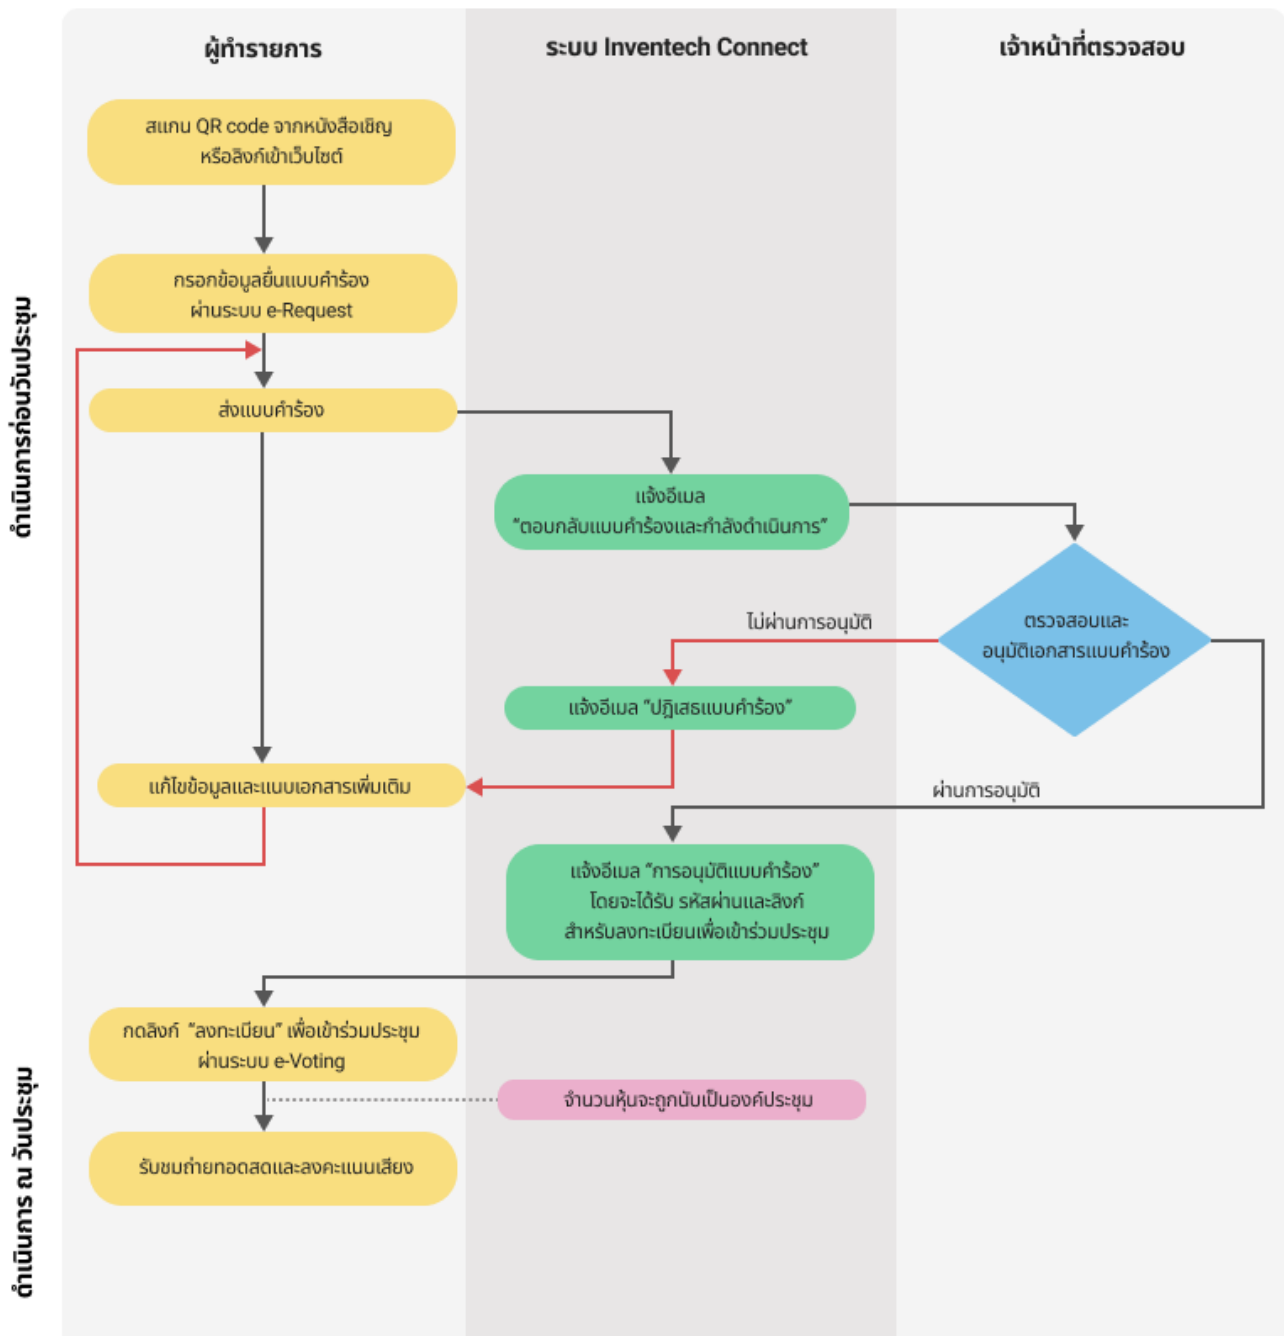 ผู้ทำรายการ
ระบบ Inventech Connect
เจ้าหน้าที่ตรวจสอบ
ดำเนินการก่อนวันประชุม
สแกน QR code จากหนังสือเชิญ
หรือลิงก์เข้าเว็บไซต์
กรอกข้อมูลยื่นแบบคำร้อง
ผ่านระบบ e-Request
ส่งแบบคำร้อง
แจ้งอีเมล
“ตอบกลับแบบคำร้องและกำลังดำเนินการ”
ตรวจสอบและ
อนุมัติเอกสารแบบคำร้อง
ไม่ผ่านการอนุมัติ
แจ้งอีเมล “ปฎิเสธแบบคำร้อง”
แก้ไขข้อมูลและแนบเอกสารเพิ่มเติม
ผ่านการอนุมัติ
แจ้งอีเมล “การอนุมัติแบบคำร้อง”
โดยจะได้รับ รหัสผ่านและลิงก์
สำหรับลงทะเบียนเพื่อเข้าร่วมประชุม
ดำเนินการ ณ วันประชุม
กดลิงก์ “ลงทะเบียน” เพื่อเข้าร่วมประชุม
ผ่านระบบ e-Voting
จำนวนหุ้นจะถูกนับเป็นองค์ประชุม
รับชมถ่ายทอดสดและลงคะแนนเสียง